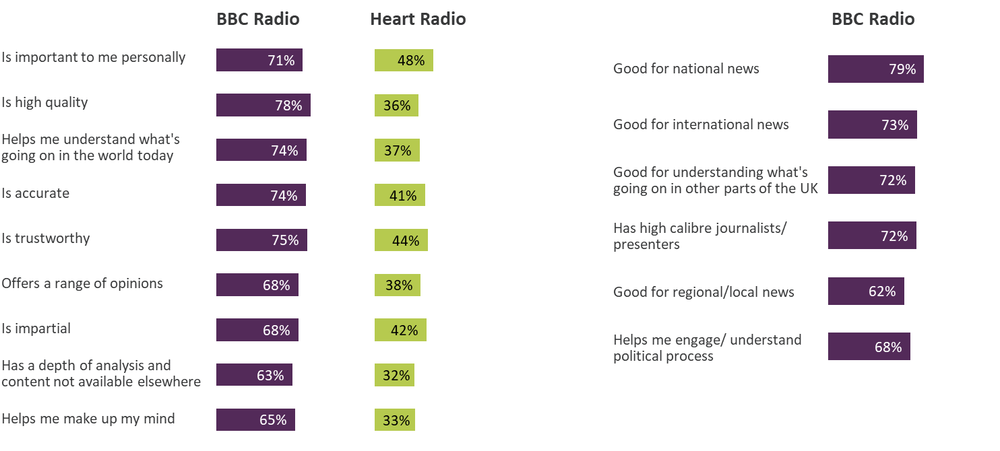 BBC Radio
Heart Radio
Is important to me personally
71%
48%
Is high quality
78%
36%
Helps me understand what's
going on in the world today
74%
37%
Is accurate
74%
41%
Is trustworthy
75%
44%
Offers a range of opinions
68%
38%
Is impartial
68%
42%
Has a depth of analysis and
content not available elsewhere
63%
32%
Helps me make up my mind
65%
33%
BBC Radio
Good for national news
79%
Good for international news
73%
Good for understanding what's
going on in other parts of the UK
72%
Has high calibre journalists/
presenters
72%
Good for regional/local news
62%
Helps me engage/ understand
political process
68%